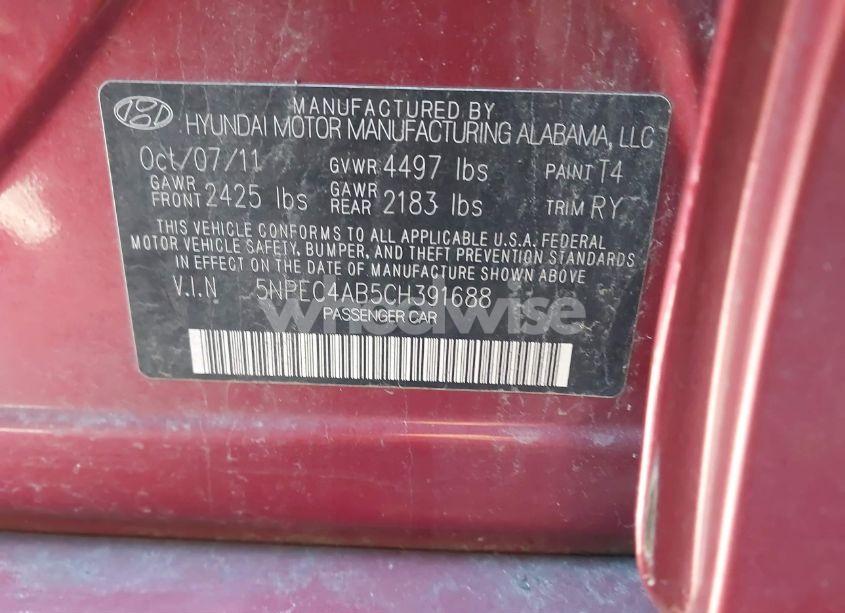 MANUFACTURED BY
HYUNDAI MOTOR MANUFACTURING ALABAMA, LLC
Oct/07/11 GVWR 4497 lbs PAINT T4
GAWR FRONT 2425 lbs GAWR REAR 2183 lbs TRIM RY
THIS VEHICLE CONFORMS TO ALL APPLICABLE U.S.A. FEDERAL
MOTOR VEHICLE SAFETY, BUMPER, AND THEFT PREVENTION STANDARDS
IN EFFECT ON THE DATE OF MANUFACTURE SHOWN ABOVE
V.I.N 5NPEC4AB5CH391688
PASSENGER CAR
wheelwise